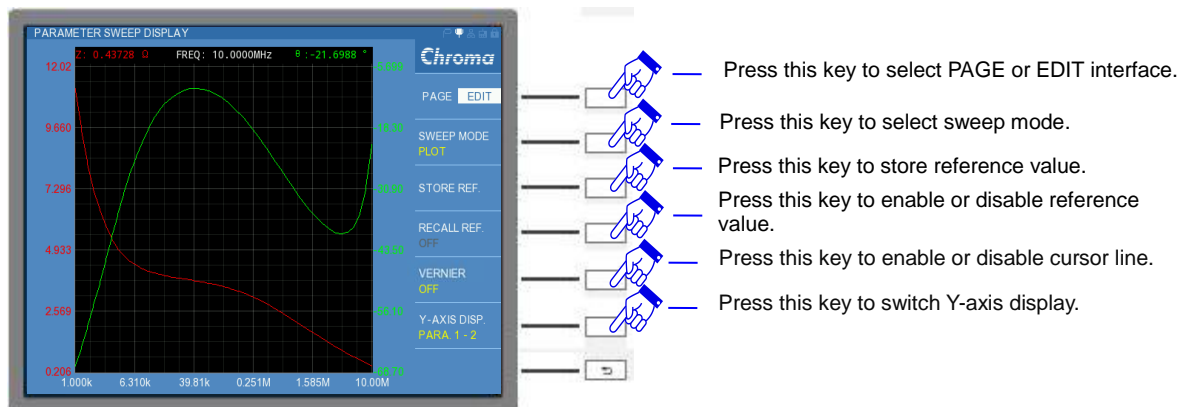 PARAMETER SWEEP DISPLAY
Z: 0.43728 Ω FREQ: 10.0000MHz θ :-21.6988 °
Chroma
12.02
9.660
7.296
4.933
2.569
0.206
1.000k 6.310k 39.81k 0.251M 1.585M 10.00M
PAGE EDIT
SWEEP MODE
PLOT
STORE REF.
RECALL REF.
OFF
VERNIER
OFF
Y-AXIS DISP.
PARA. 1 - 2
Press this key to select PAGE or EDIT interface.
Press this key to select sweep mode.
Press this key to store reference value.
Press this key to enable or disable reference
value.
Press this key to enable or disable cursor line.
Press this key to switch Y-axis display.